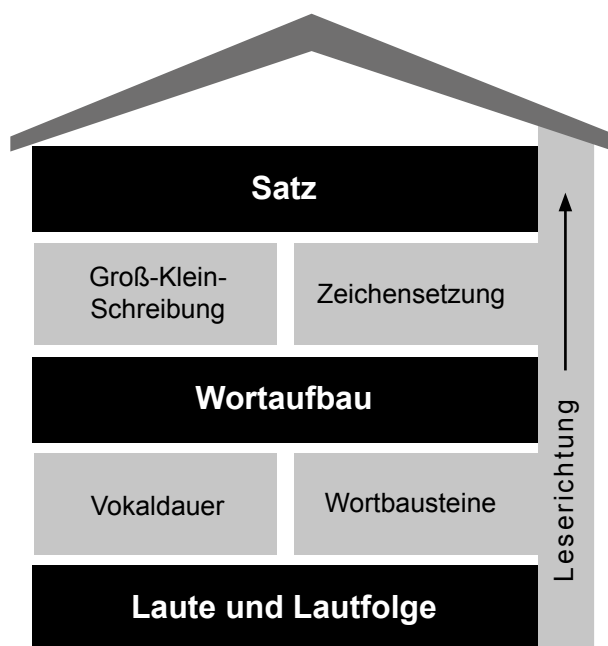 Satz
Groß-Klein-
Schreibung
Zeichensetzung
Wortaufbau
Vokaldauer
Wortbausteine
Laute und Lautfolge
Leserichtung